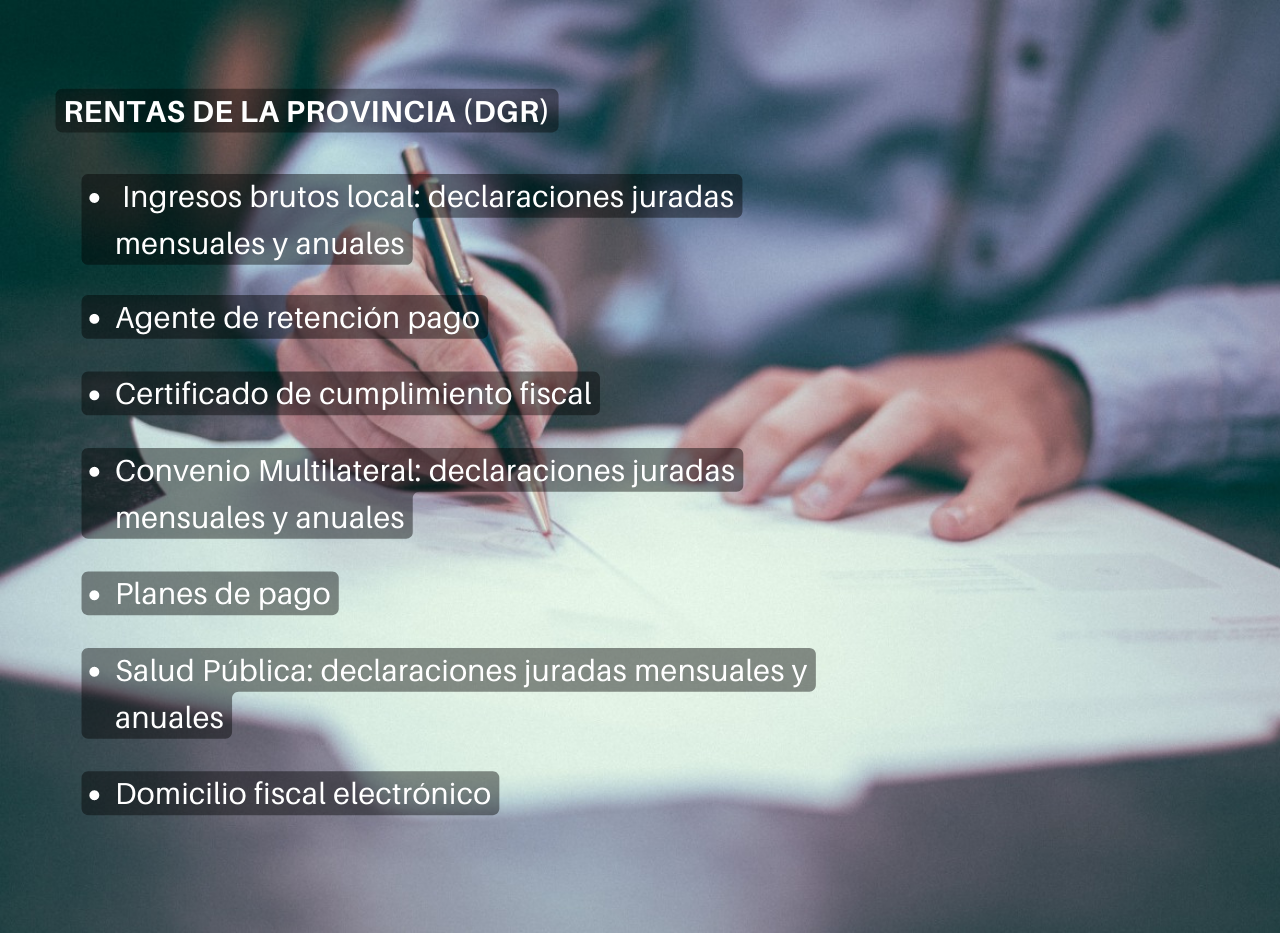 RENTAS DE LA PROVINCIA (DGR)
• Ingresos brutos local: declaraciones juradas
mensuales y anuales
• Agente de retención pago
• Certificado de cumplimiento fiscal
• Convenio Multilateral: declaraciones juradas
mensuales y anuales
• Planes de pago
• Salud Pública: declaraciones juradas mensuales y
anuales
• Domicilio fiscal electrónico